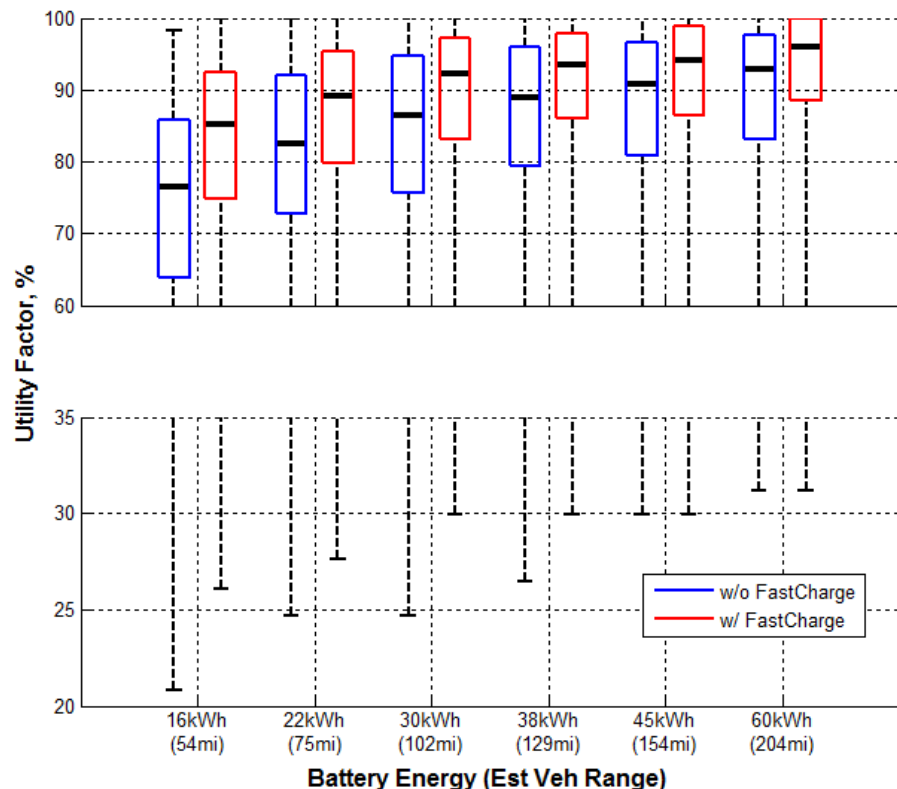 100
90
80
70
60
Utility Factor, %
35
30
25
20
w/o FastCharge
w/ FastCharge
16kWh 22kWh 30kWh 38kWh 45kWh 60kWh
(54mi) (75mi) (102mi) (129mi) (154mi) (204mi)
Battery Energy (Est Veh Range)